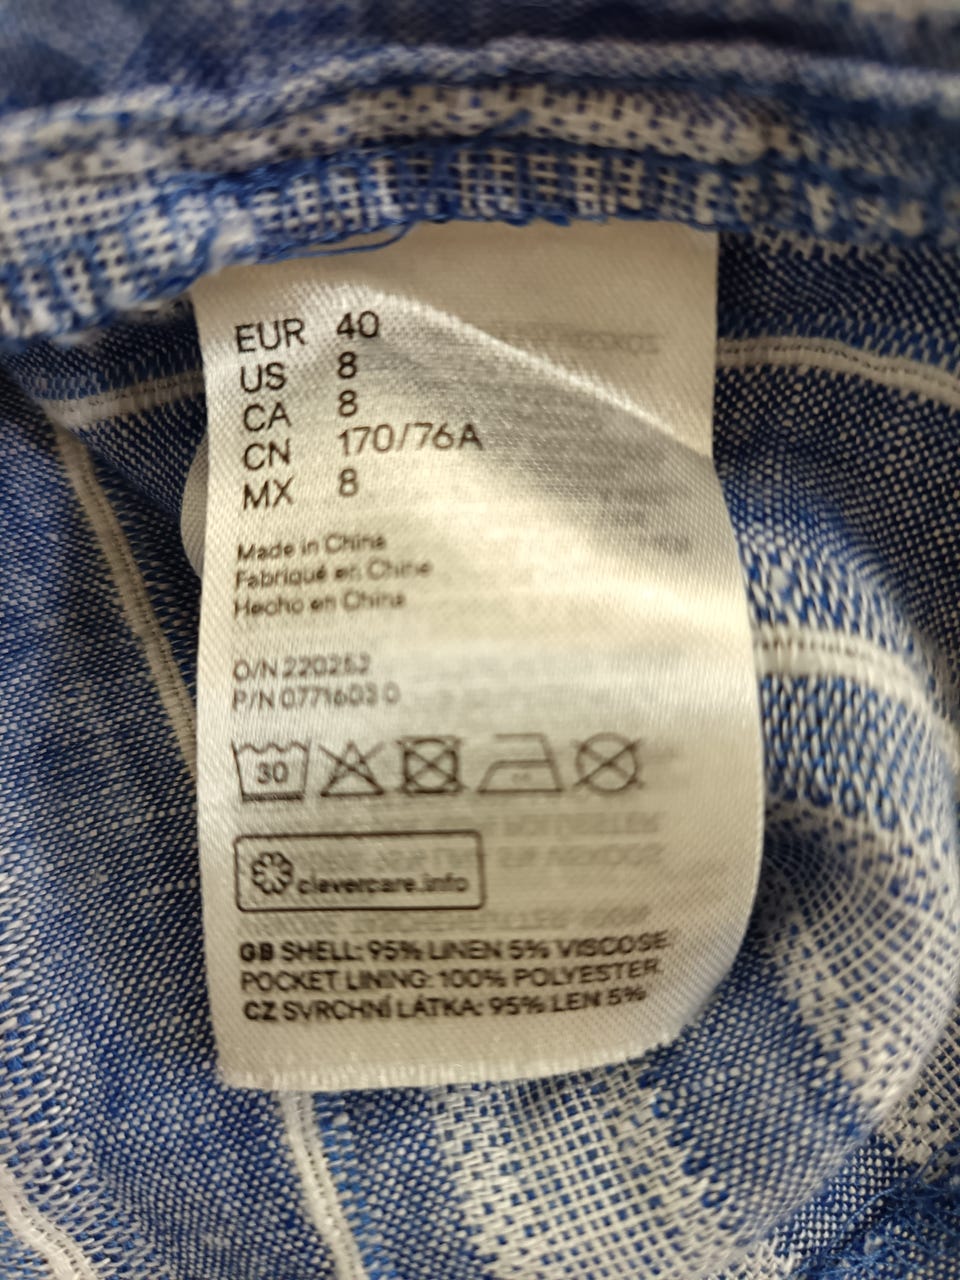 EUR 40
US 8
CA 8
CN 170/76A
MX 8
Made in China
Fabriqué en Chine
Hecho en China
O/N 220252
P/N 0771603 0
30
clevercare.info
GB SHELL: 95% LINEN 5% VISCOSE.
POCKET LINING: 100% POLYESTER.
CZ SVRCHNÍ LÁTKA: 95% LEN 5%